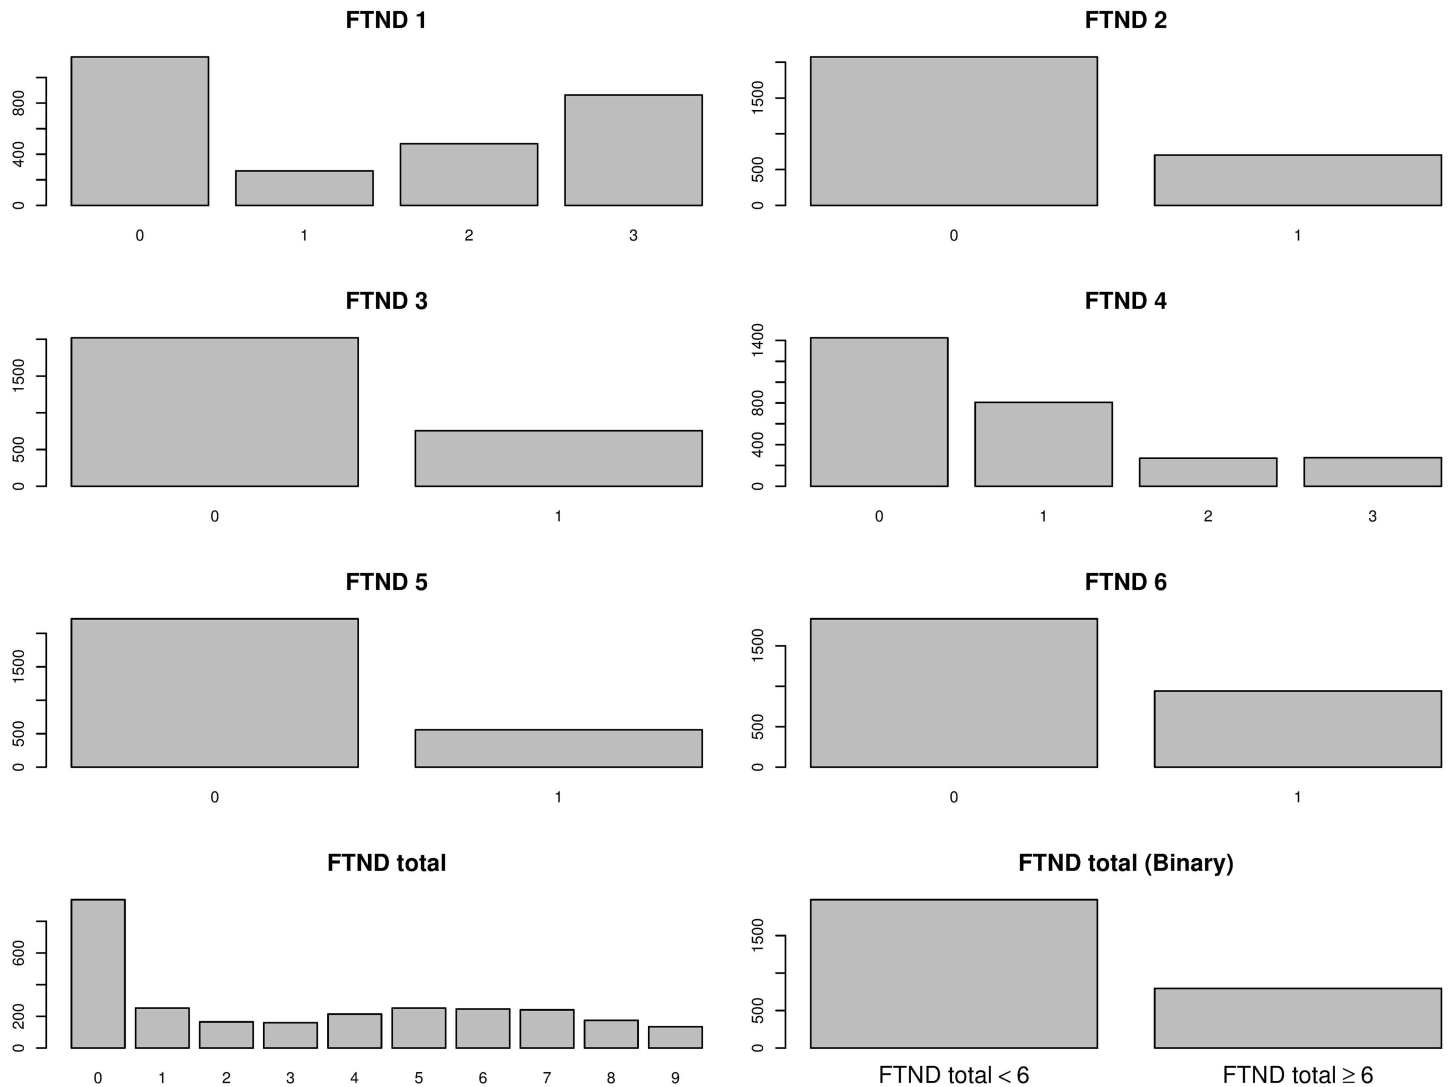 FTND 1
800
400
0
0 1 2 3
FTND 2
1500
500
0
0 1
FTND 3
1500
500
0
0 1
FTND 4
1400
800
400
0
0 1 2 3
FTND 5
1500
500
0
0 1
FTND 6
1500
500
0
0 1
FTND total
600
200
0
0 1 2 3 4 5 6 7 8 9
FTND total (Binary)
1500
500
0
FTND total < 6 FTND total ≥ 6